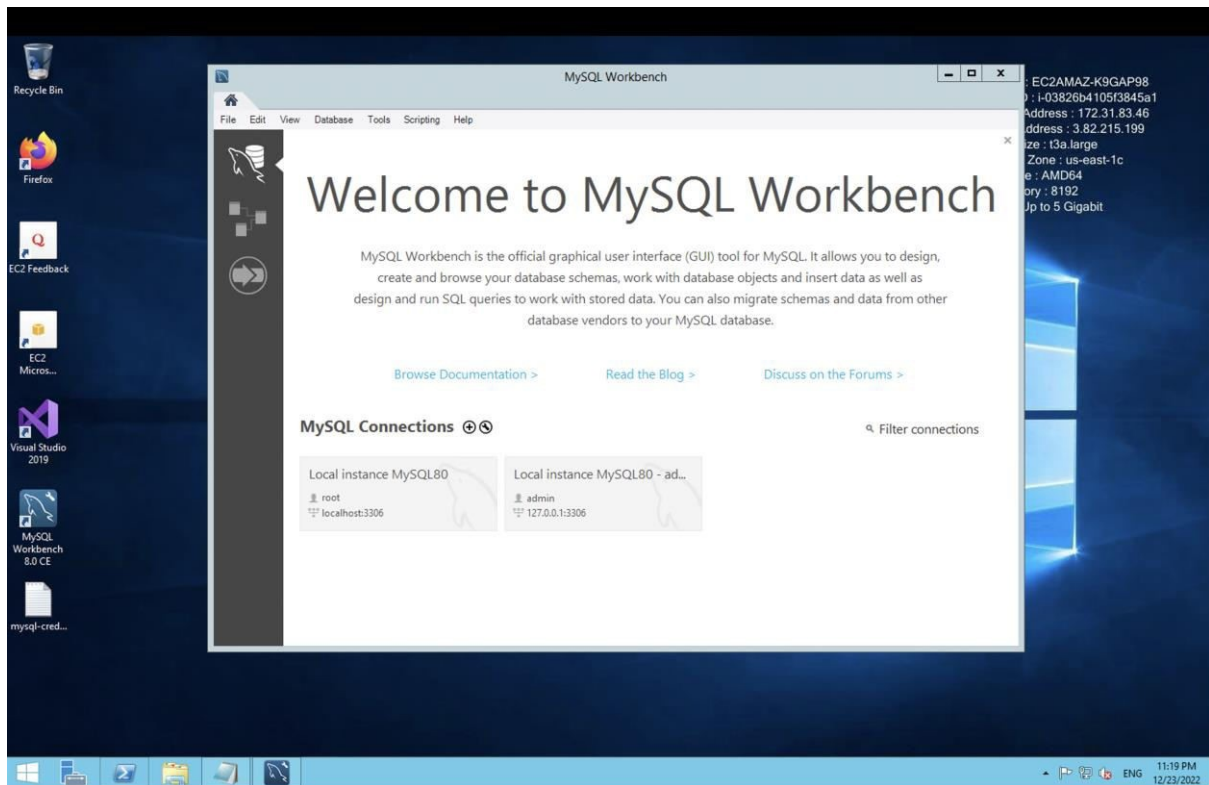 Recycle Bin
Firefox
EC2 Feedback
EC2
Micros...
Visual Studio
2019
MySQL
Workbench
8.0 CE
mysql-cred...
MySQL Workbench
File Edit View Database Tools Scripting Help
Welcome to MySQL Workbench
MySQL Workbench is the official graphical user interface (GUI) tool for MySQL. It allows you to design,
create and browse your database schemas, work with database objects and insert data as well as
design and run SQL queries to work with stored data. You can also migrate schemas and data from other
database vendors to your MySQL database.
Browse Documentation > Read the Blog > Discuss on the Forums >
MySQL Connections Filter connections
Local instance MySQL80
root
localhost:3306
Local instance MySQL80 - ad...
admin
127.0.0.1:3306
: EC2AMAZ-K9GAP98
: i-03826b4105f3845a1
Address : 172.31.83.46
ddress : 3.82.215.199
ize : t3a.large
Zone : us-east-1c
e : AMD64
ory : 8192
Up to 5 Gigabit
ENG
11:19 PM
12/23/2022